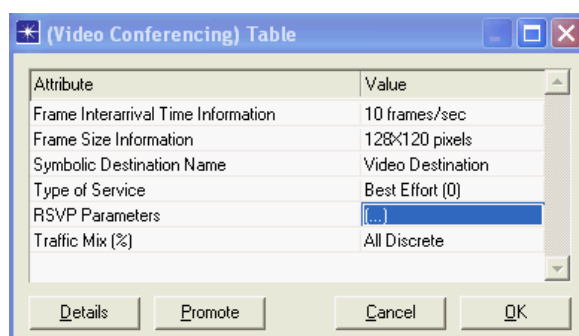 (Video Conferencing) Table
Attribute Value
Frame Interarrival Time Information 10 frames/sec
Frame Size Information 128X120 pixels
Symbolic Destination Name Video Destination
Type of Service Best Effort (0)
RSVP Parameters (...)
Traffic Mix (%) All Discrete
Details Promote Cancel OK